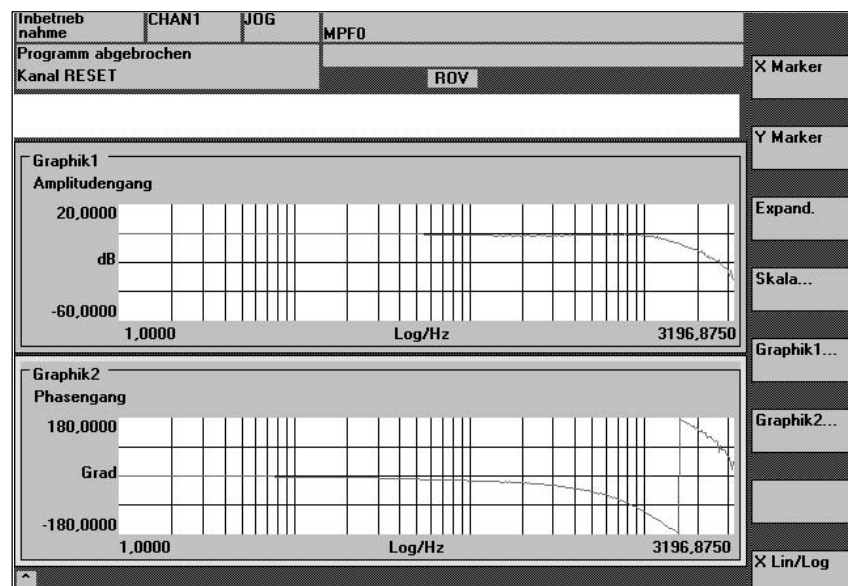 Inbetrieb
nahme
CHAN1
JOG
MPF0
Programm abgebrochen
Kanal RESET
ROV
X Marker
Y Marker
Expand.
Skala...
Graphik1...
Graphik2...
X Lin/Log
Graphik1
Amplitudengang
20,0000
dB
-60,0000
1,0000
Log/Hz
3196,8750
Graphik2
Phasengang
180,0000
Grad
-180,0000
1,0000
Log/Hz
3196,8750
^